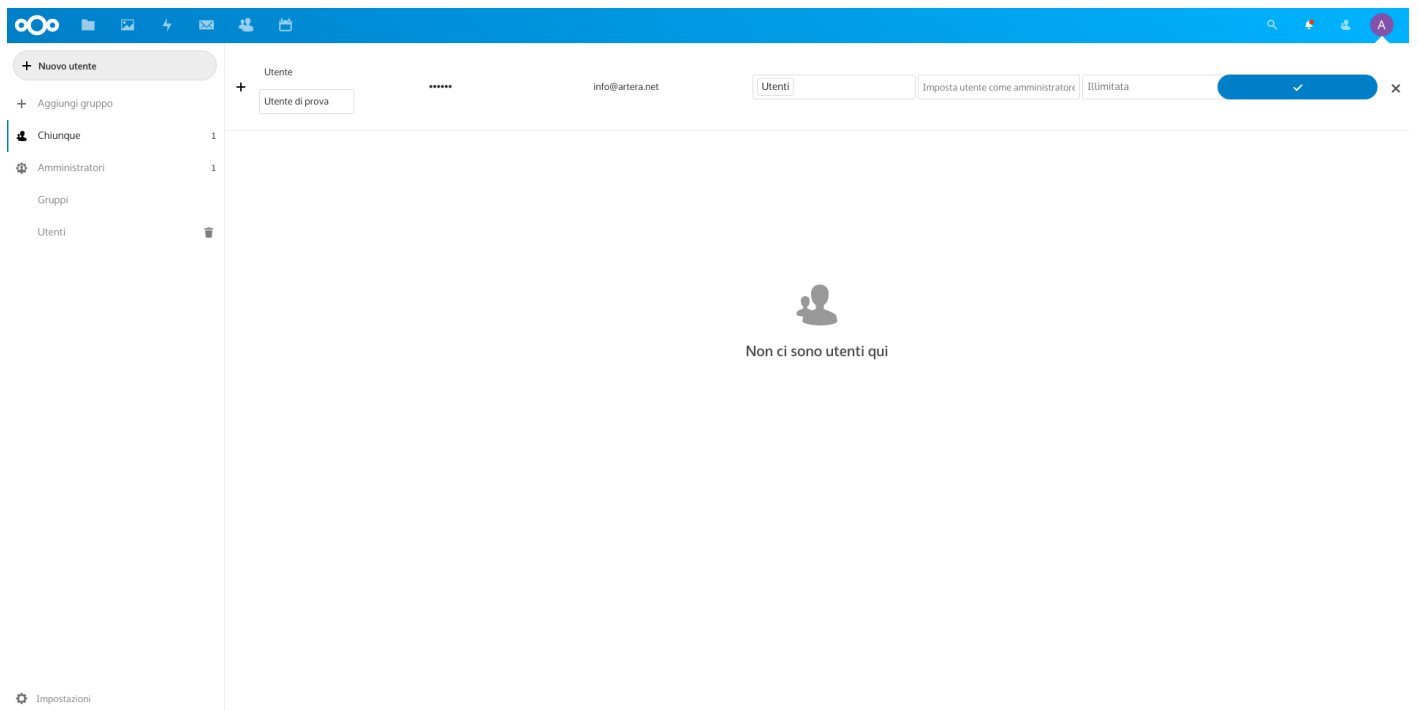 A
Nuovo utente
Aggiungi gruppo
Chiunque 1
Amministratori 1
Gruppi
Utenti
Impostazioni
Utente
Utente di prova
••••••
info@artera.net
Utenti
Imposta utente come amministratore
Illimitata
Non ci sono utenti qui